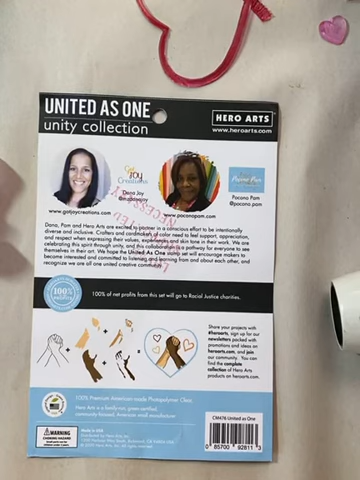 UNITED AS ONE
unity collection
HERO ARTS
www.heroarts.com
Joy
Creations
Dana Joy
www.gotjoycreations.com
Pocono Pam
Pocono Pam
@pocono.pam
www.poconopam.com
Dana, Pam and Hero Arts are excited to partner in a conscious effort to be intentionally
diverse and inclusive. Crafters and cardmakers of color need to feel support, appreciation,
and respect when expressing their values, experiences and skin tone in their work. We are
celebrating this spirit through unity, and this collaboration is a pathway for everyone to see
themselves in their art. We hope the United As One stamp set will encourage makers to
become interested and committed to listening and learning from and about each other, and
recognize we are all one united creative community.
100%
100% of net profits from this set will go to Racial Justice charities.
Share your projects with
#heroarts, sign up for our
newsletters packed with
promotions and ideas on
heroarts.com, and join
our community. You
can find the complete
collection of Hero Arts
products on heroarts.com.
100% Premium American-made Photopolymer Clear.
Hero Arts is a family-run, green-certified,
community-focused, American small manufacturer.
CM476 United as One
WARNING
CHOKING HAZARD
Made in USA
0 85700 92811 3